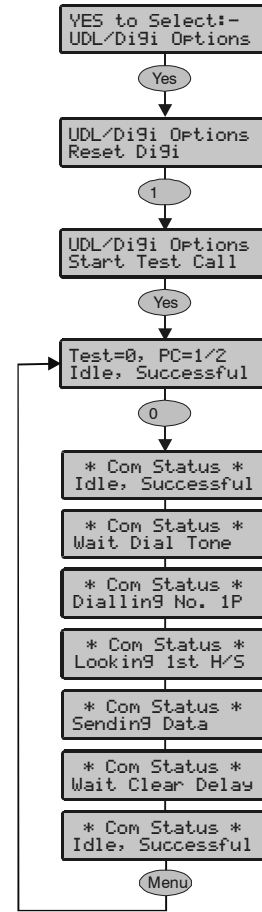 YES to Select:-
UDL/Digi Options
Yes
UDL/Digi Options
Reset Digi
1
UDL/Digi Options
Start Test Call
Yes
Test=0, PC=1/2
Idle, Successful
0
* Com Status *
Idle, Successful
* Com Status *
Wait Dial Tone
* Com Status *
Dialling No. 1P
* Com Status *
Looking 1st H/S
* Com Status *
Sending Data
* Com Status *
Wait Clear Delay
* Com Status *
Idle, Successful
Menu